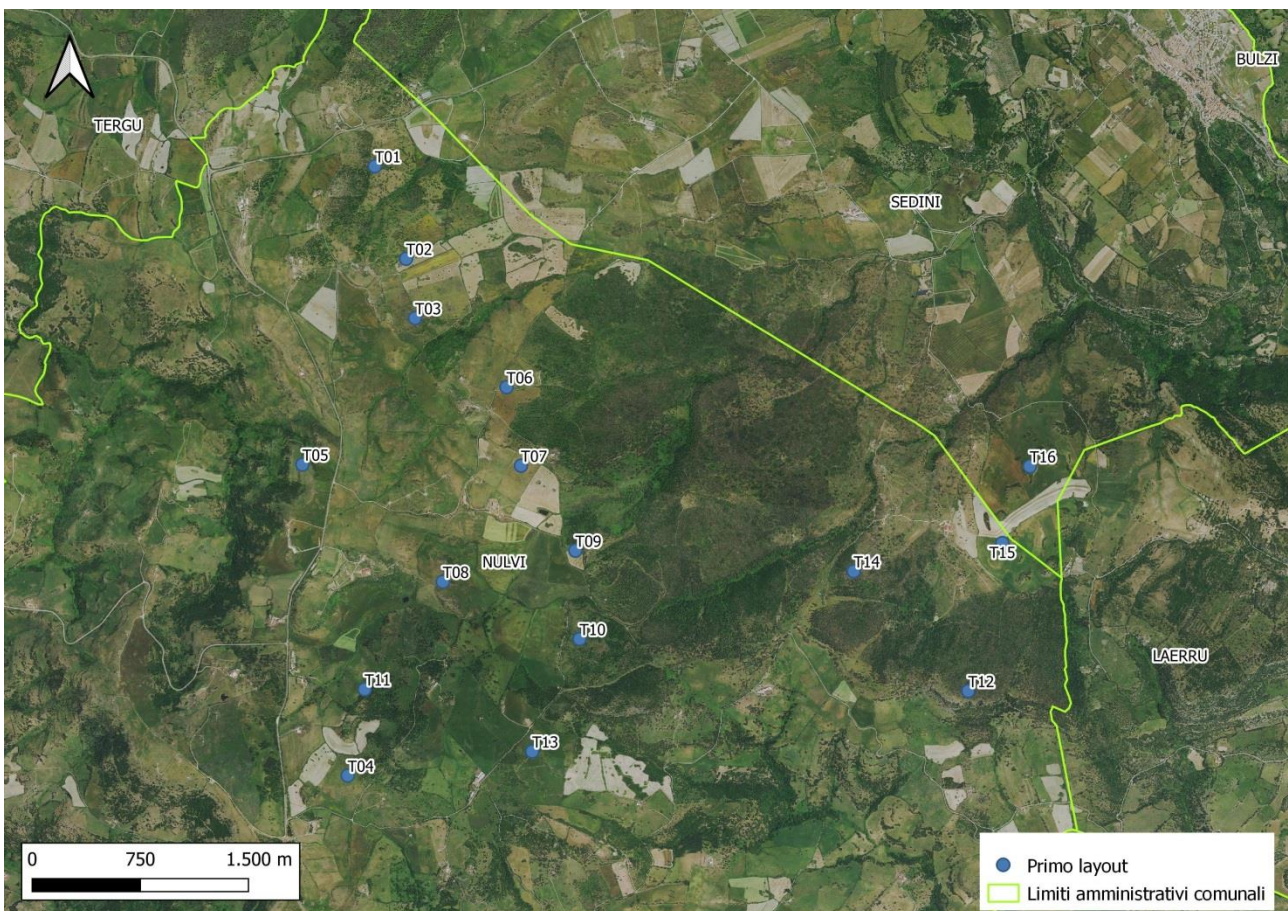 BULZI
TERGU
T01
SEDINI
T02
T03
T06
T05
T07
T16
T09
T15
NULVI
T08
T14
T10
LAERRU
T11
T12
T13
T04
0 750 1.500 m
Primo layout
Limiti amministrativi comunali